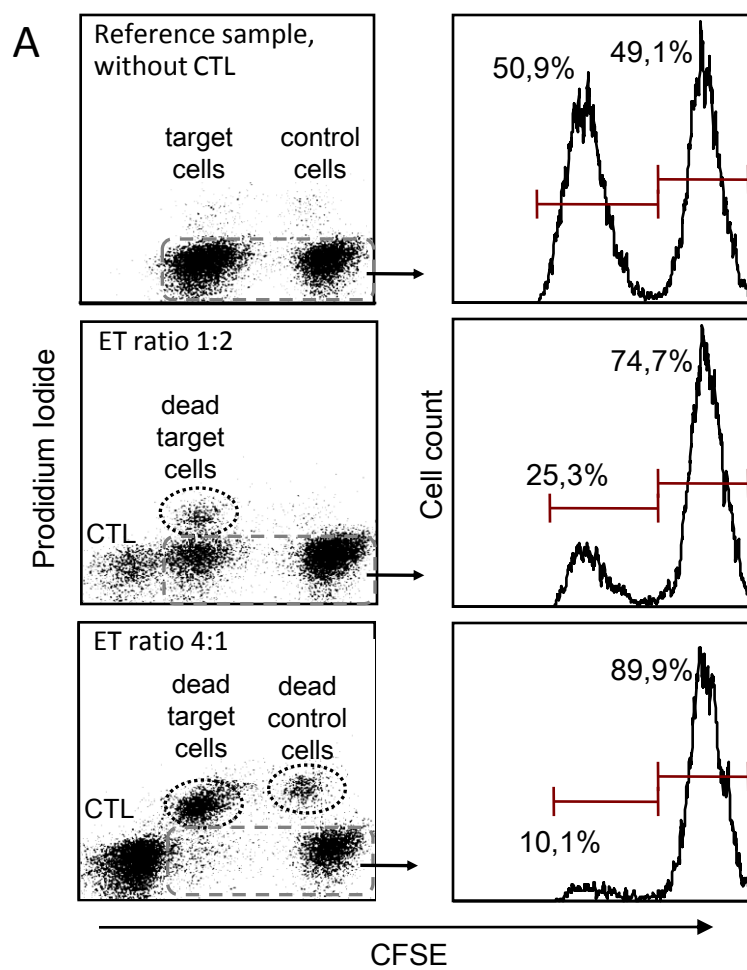 A
Reference sample,
without CTL
target
cells
control
cells
50,9%
49,1%
ET ratio 1:2
dead
target
cells
CTL
74,7%
25,3%
ET ratio 4:1
dead
target
cells
dead
control
cells
CTL
89,9%
10,1%
Prodidium Iodide
Cell count
CFSE